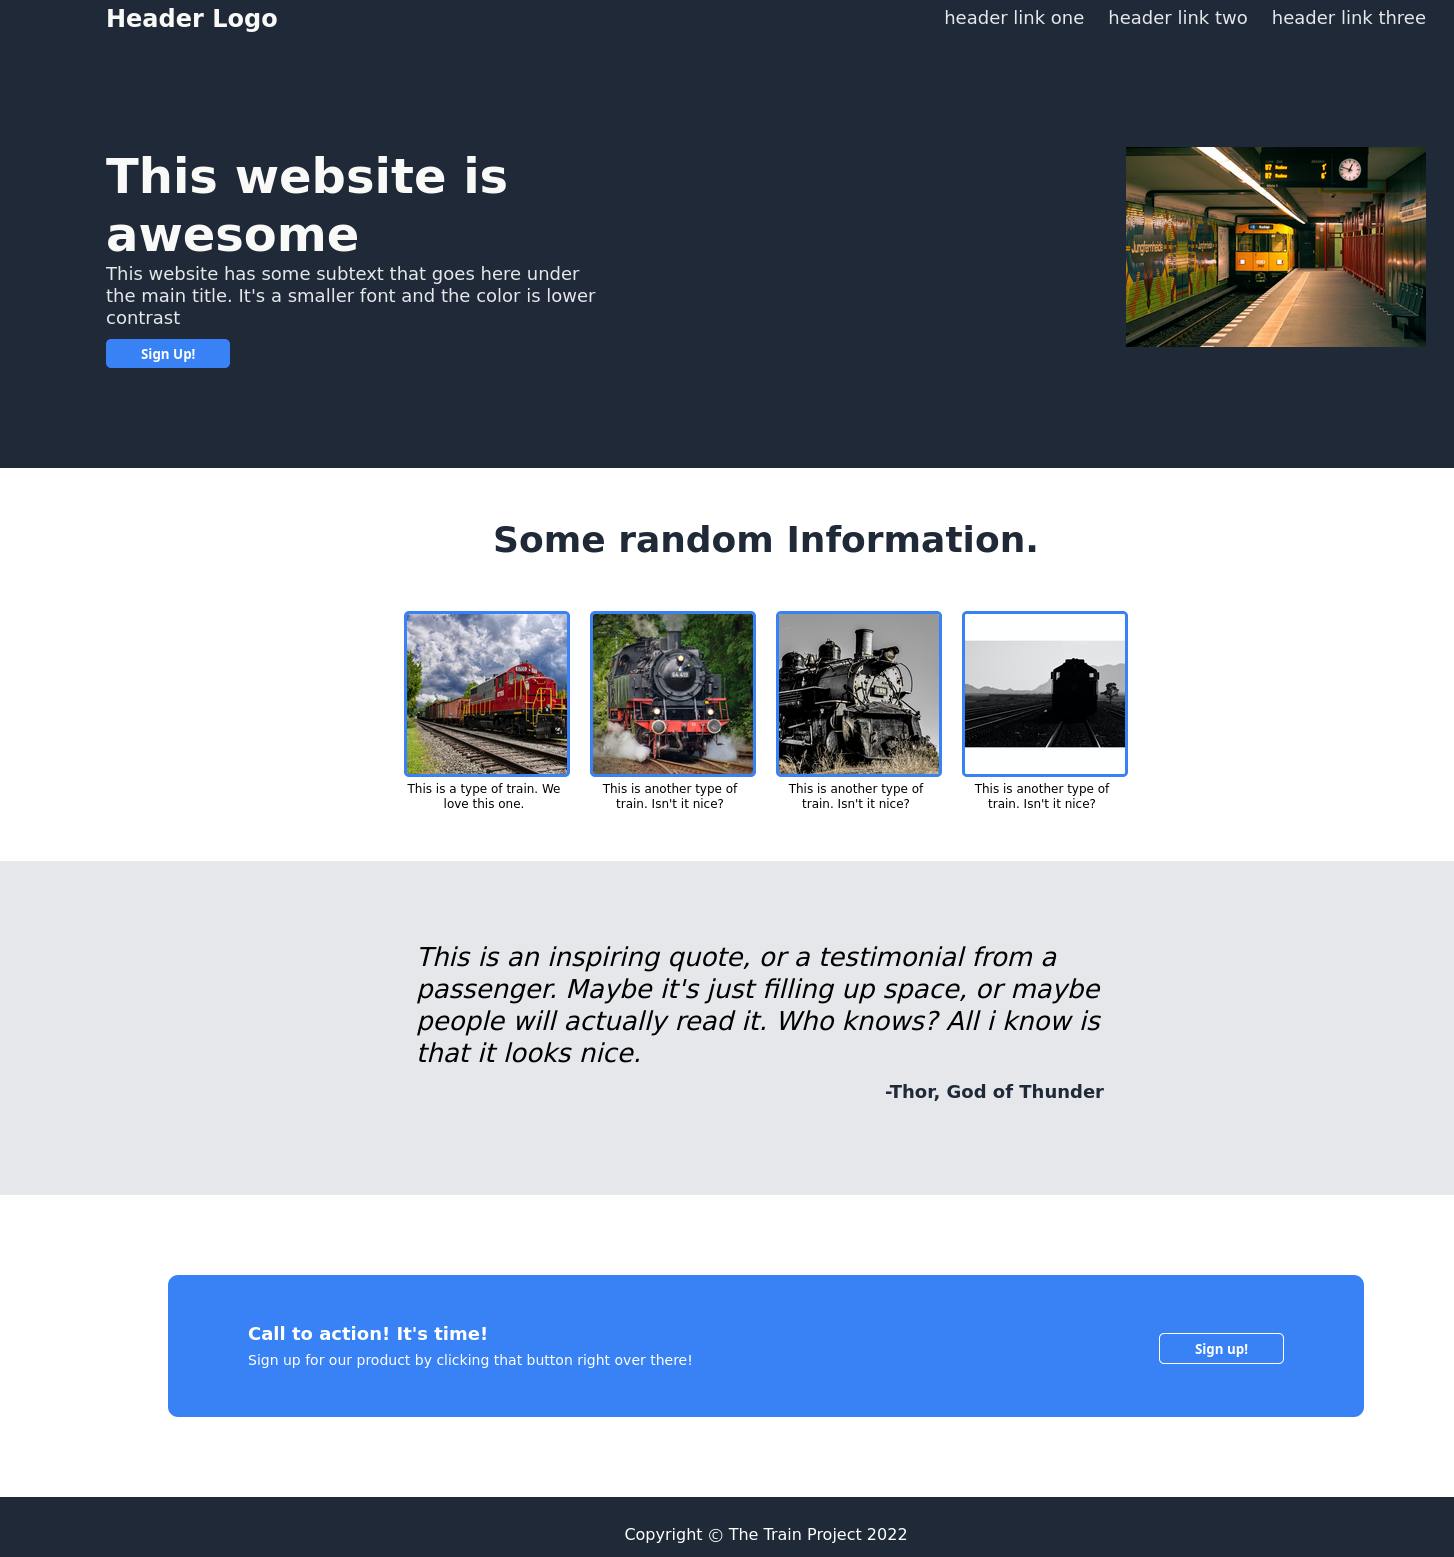 Header Logo
header link one header link two header link three
This website is
awesome
This website has some subtext that goes here under
the main title. It's a smaller font and the color is lower
contrast
Sign Up!
Jungfernheide
Some random Information.
This is a type of train. We
love this one.
This is another type of
train. Isn't it nice?
This is another type of
train. Isn't it nice?
This is another type of
train. Isn't it nice?
This is an inspiring quote, or a testimonial from a
passenger. Maybe it's just filling up space, or maybe
people will actually read it. Who knows? All i know is
that it looks nice.
-Thor, God of Thunder
Call to action! It's time!
Sign up for our product by clicking that button right over there!
Sign up!
Copyright © The Train Project 2022